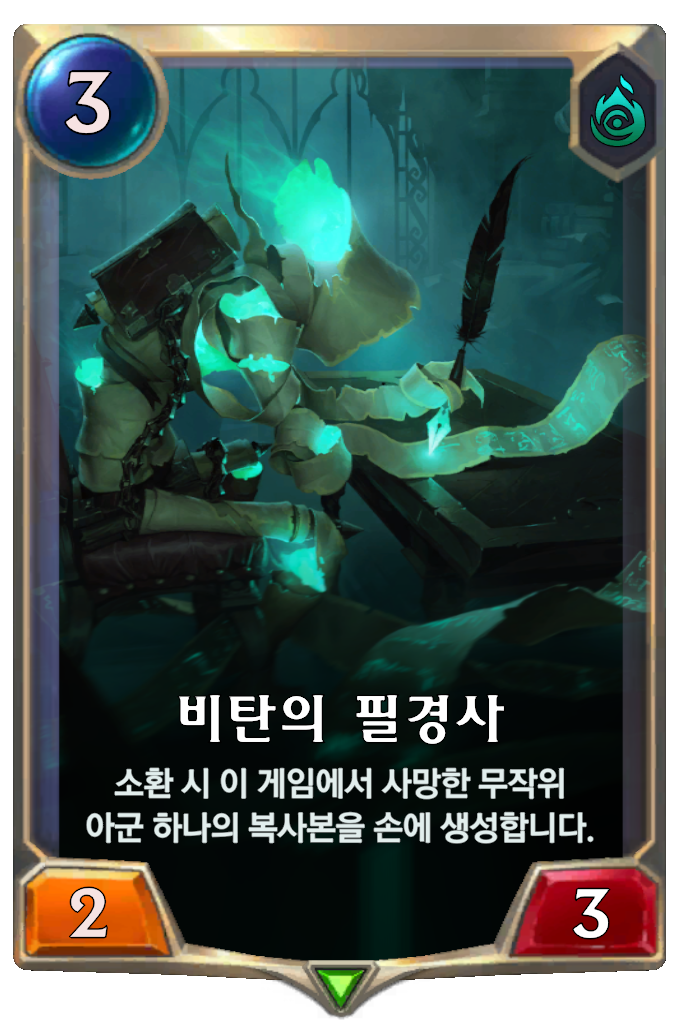 3
비탄의 필경사
소환 시 이 게임에서 사망한 무작위
아군 하나의 복사본을 손에 생성합니다.
2
3